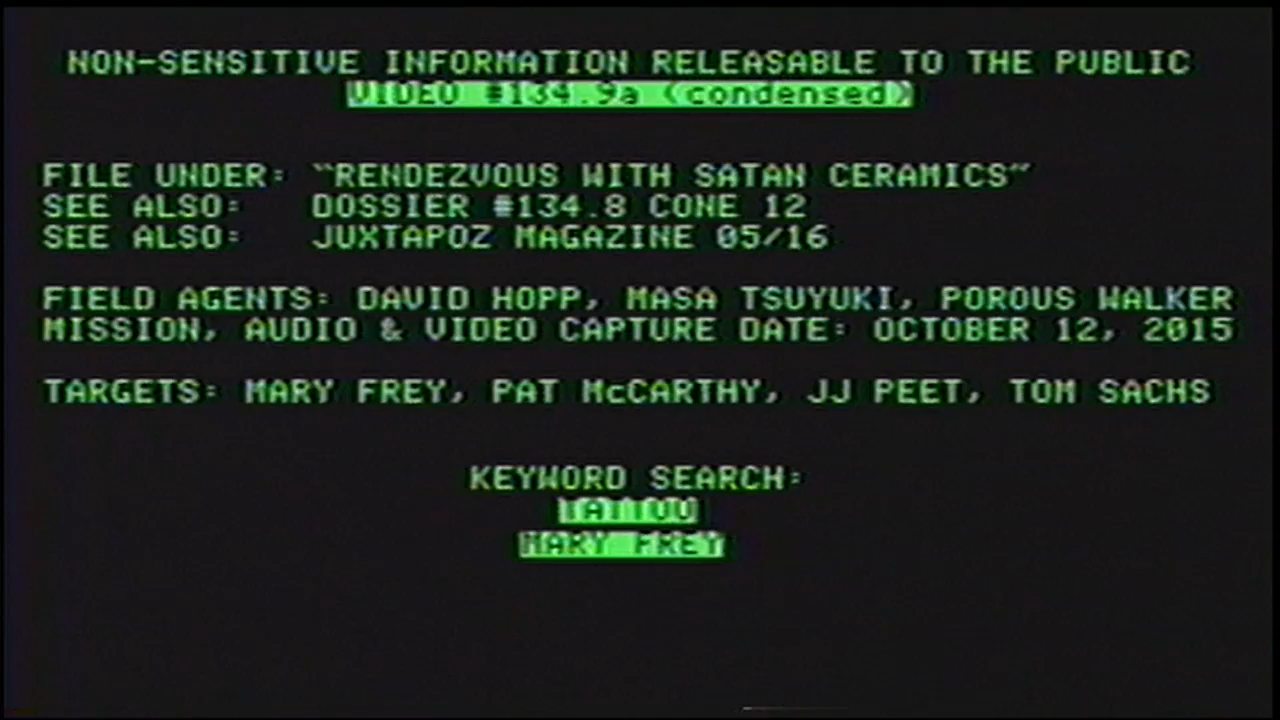 NON-SENSITIVE INFORMATION RELEASABLE TO THE PUBLIC
VIDEO #134.9a (condensed)
FILE UNDER: "RENDEZVOUS WITH SATAN CERAMICS"
SEE ALSO: DOSSIER #134.8 CONE 12
SEE ALSO: JUXTAPOZ MAGAZINE 05/16
FIELD AGENTS: DAVID HOPP, MASA TSUYUKI, POROUS WALKER
MISSION, AUDIO & VIDEO CAPTURE DATE: OCTOBER 12, 2015
TARGETS: MARY FREY, PAT McCARTHY, JJ PEET, TOM SACHS
KEYWORD SEARCH:
TATTOO
MARY FREY